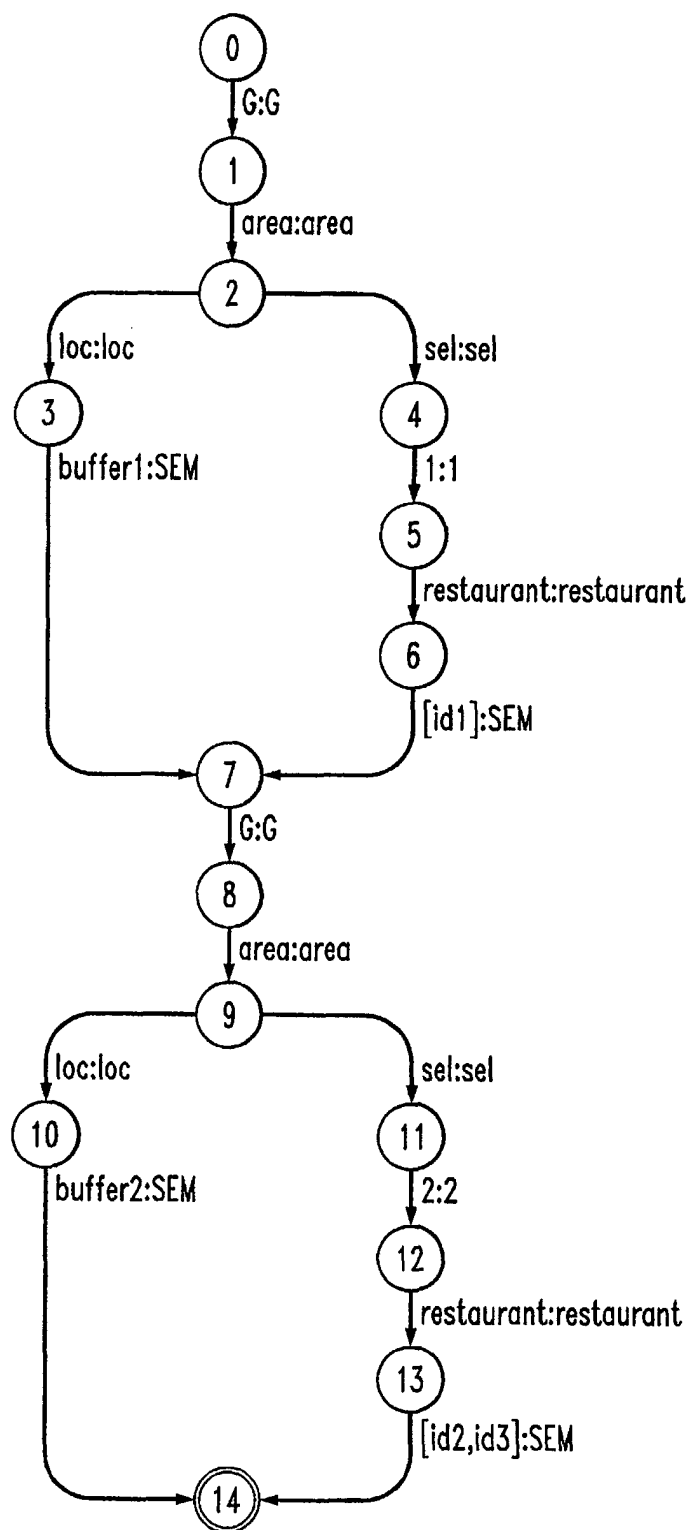 0
G:G
1
area:area
2
loc:loc
sel:sel
3
4
buffer1:SEM
1:1
5
restaurant:restaurant
6
[id1]:SEM
7
G:G
8
area:area
9
loc:loc
sel:sel
10
11
buffer2:SEM
2:2
12
restaurant:restaurant
13
[id2,id3]:SEM
14